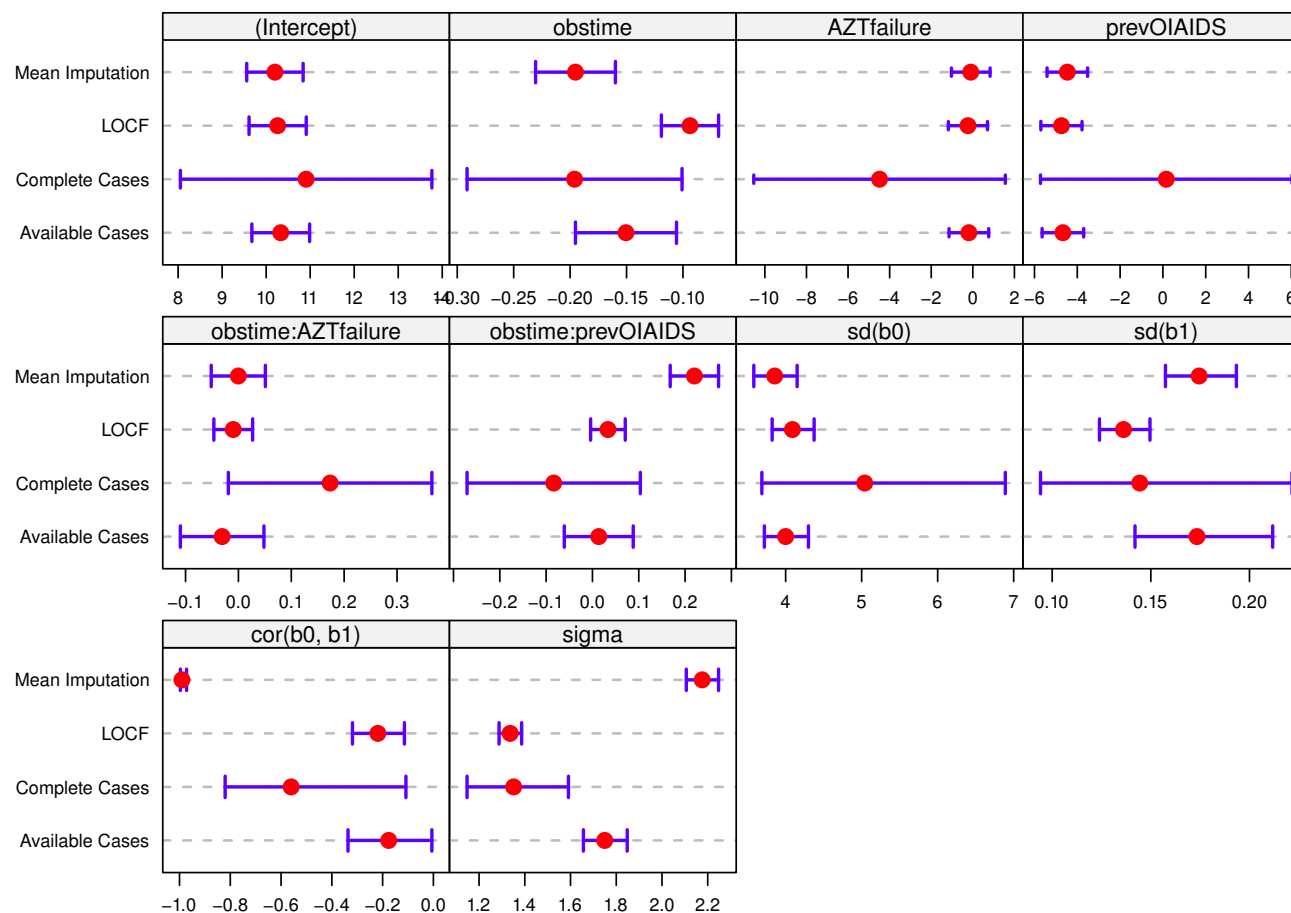 (Intercept) obstime AZTfailure prevOIAIDS
Mean Imputation
LOCF
Complete Cases
Available Cases
8 9 10 11 12 13 14 −0.30 −0.25 −0.20 −0.15 −0.10 −10 −8 −6 −4 −2 0 2 −6 −4 −2 0 2 4 6
obstime:AZTfailure obstime:prevOIAIDS sd(b0) sd(b1)
Mean Imputation
LOCF
Complete Cases
Available Cases
−0.1 0.0 0.1 0.2 0.3 −0.2 −0.1 0.0 0.1 0.2 4 5 6 7 0.10 0.15 0.20
cor(b0, b1) sigma
Mean Imputation
LOCF
Complete Cases
Available Cases
−1.0 −0.8 −0.6 −0.4 −0.2 0.0 1.2 1.4 1.6 1.8 2.0 2.2